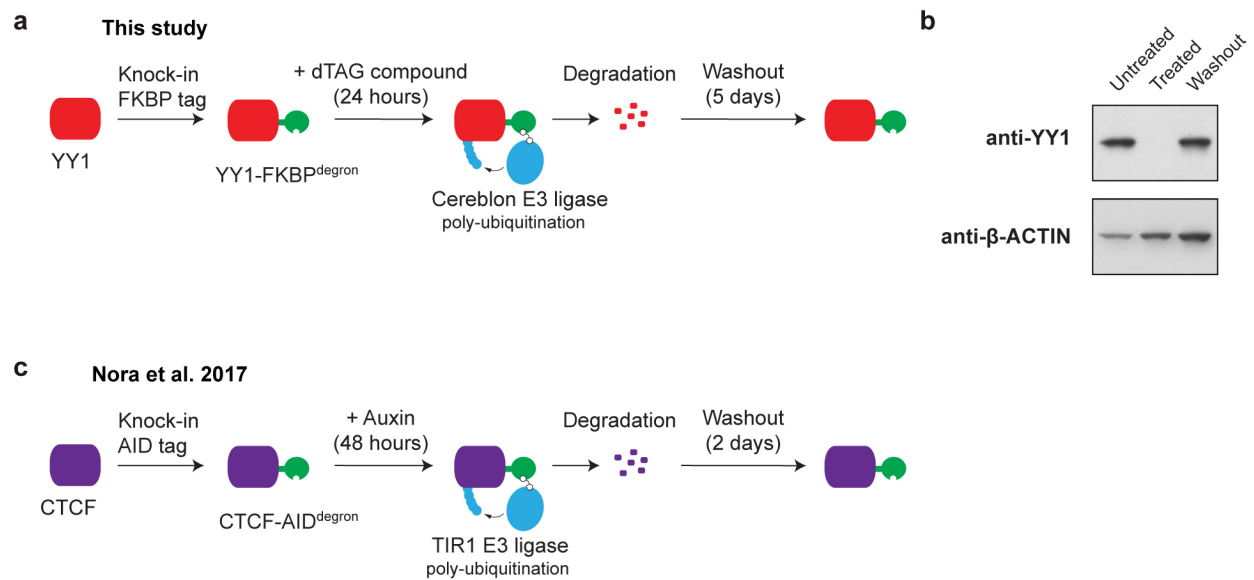 a
This study
Knock-in
FKBP tag
+ dTAG compound
(24 hours)
Degradation
Washout
(5 days)
YY1
YY1-FKBPdegron
Cereblon E3 ligase
poly-ubiquitination
b
Untreated
Treated
Washout
anti-YY1
anti-β-ACTIN
c
Nora et al. 2017
Knock-in
AID tag
+ Auxin
(48 hours)
Degradation
Washout
(2 days)
CTCF
CTCF-AIDdegron
TIR1 E3 ligase
poly-ubiquitination